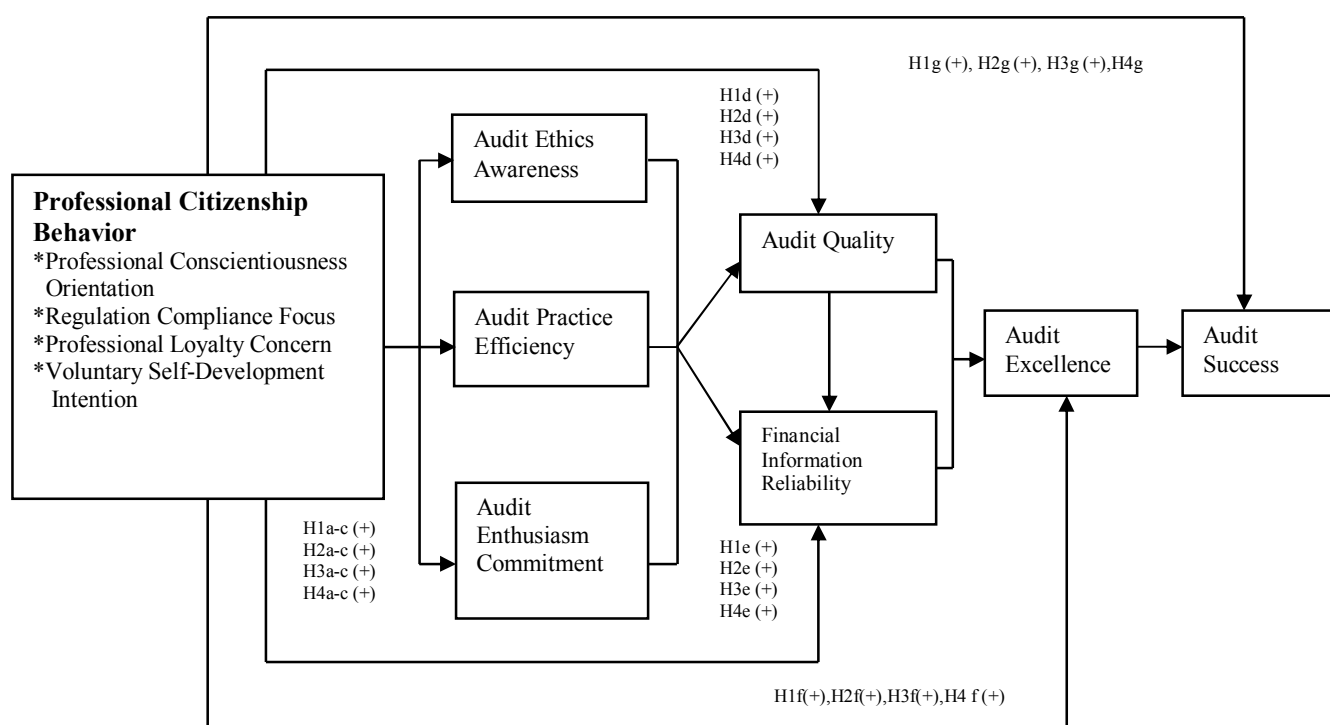 H1g (+), H2g (+), H3g (+),H4g
H1d (+)
H2d (+)
H3d (+)
H4d (+)
Audit Ethics
Awareness
Professional Citizenship
Behavior
*Professional Conscientiousness
Orientation
*Regulation Compliance Focus
*Professional Loyalty Concern
*Voluntary Self-Development
Intention
Audit Quality
Audit Practice
Efficiency
Audit
Excellence
Audit
Success
Financial
Information
Reliability
Audit
Enthusiasm
Commitment
H1a-c (+)
H2a-c (+)
H3a-c (+)
H4a-c (+)
H1e (+)
H2e (+)
H3e (+)
H4e (+)
H1f(+),H2f(+),H3f(+),H4 f (+)